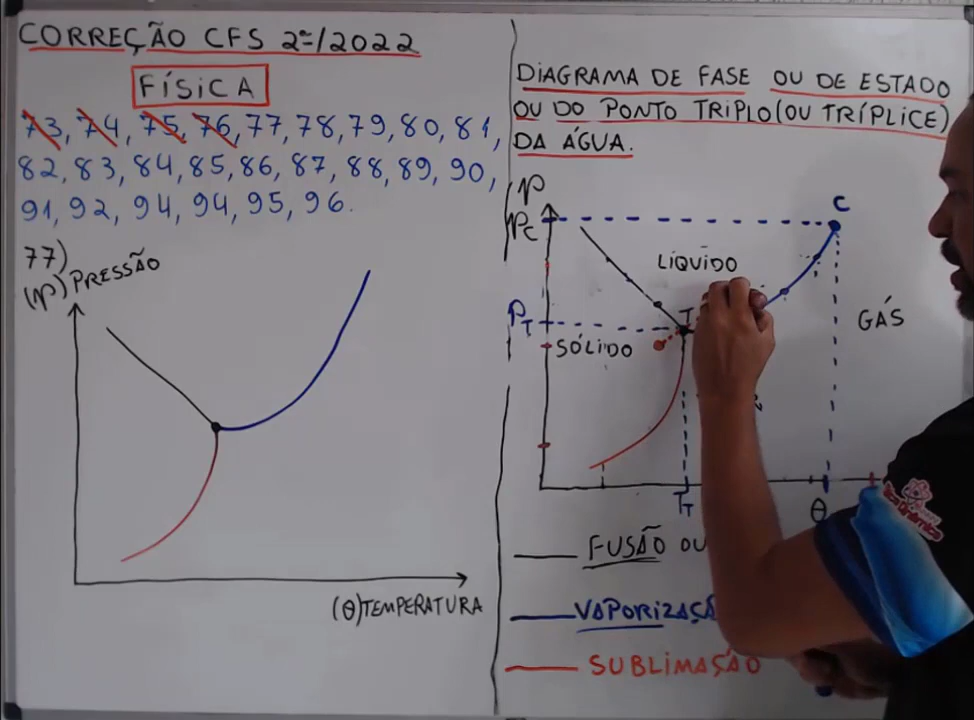 CORREÇÃO CFS 2º/2022
FÍSICA
73, 74, 75, 76, 77, 78, 79, 80, 81,
82, 83, 84, 85, 86, 87, 88, 89, 90,
91, 92, 94, 94, 95, 96.
77)
(p) PRESSÃO
(θ) TEMPERATURA
DIAGRAMA DE FASE OU DE ESTADO
OU DO PONTO TRIPLO (OU TRÍPLICE)
DA ÁGUA.
p
Pc
C
LÍQUIDO
PT
T
GÁS
SÓLIDO
TT
θ
FUSÃO OU
VAPORIZAÇÃ
SUBLIMAÇÃO